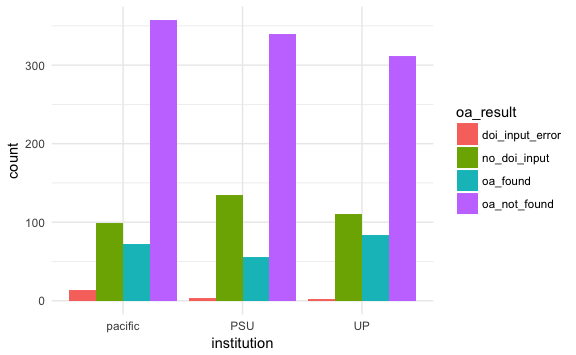 count
300
200
100
0
pacific
PSU
UP
institution
oa_result
doi_input_error
no_doi_input
oa_found
oa_not_found